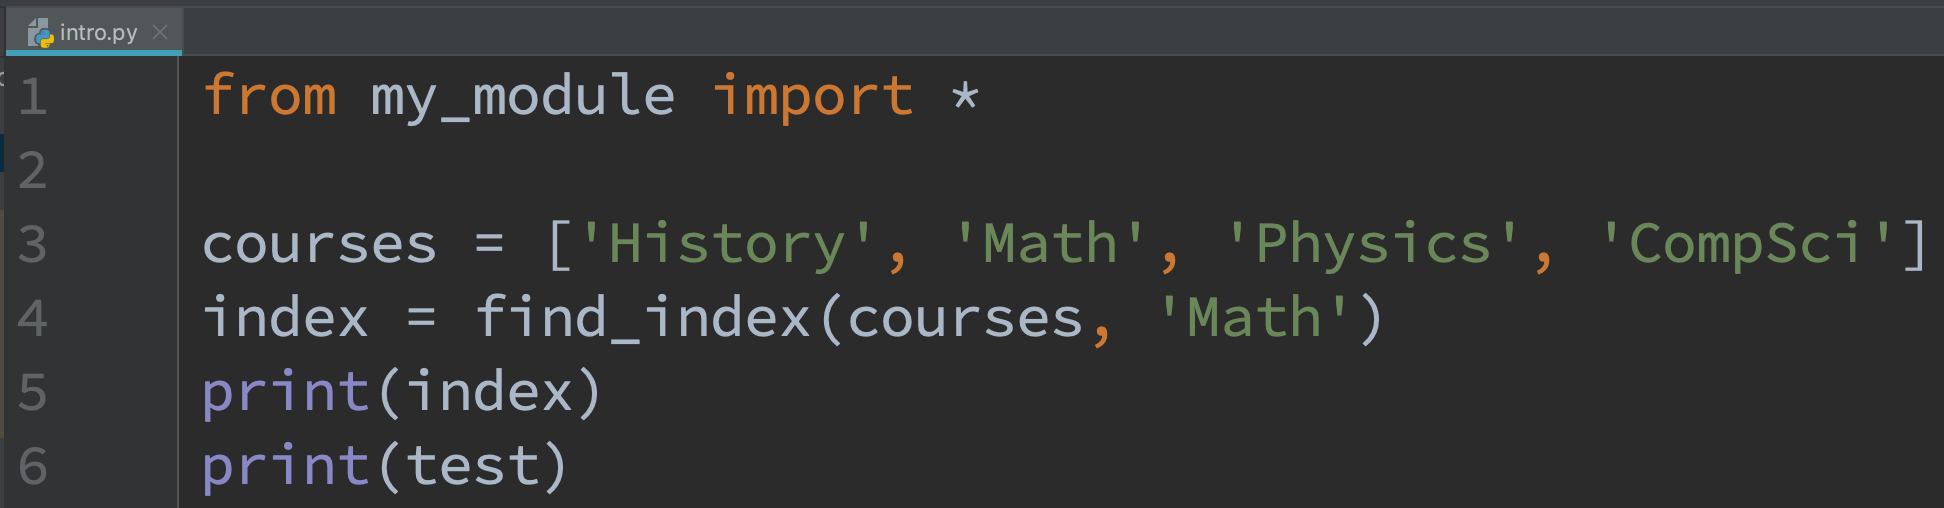 intro.py
1 from my_module import *
2
3 courses = ['History', 'Math', 'Physics', 'CompSci']
4 index = find_index(courses, 'Math')
5 print(index)
6 print(test)